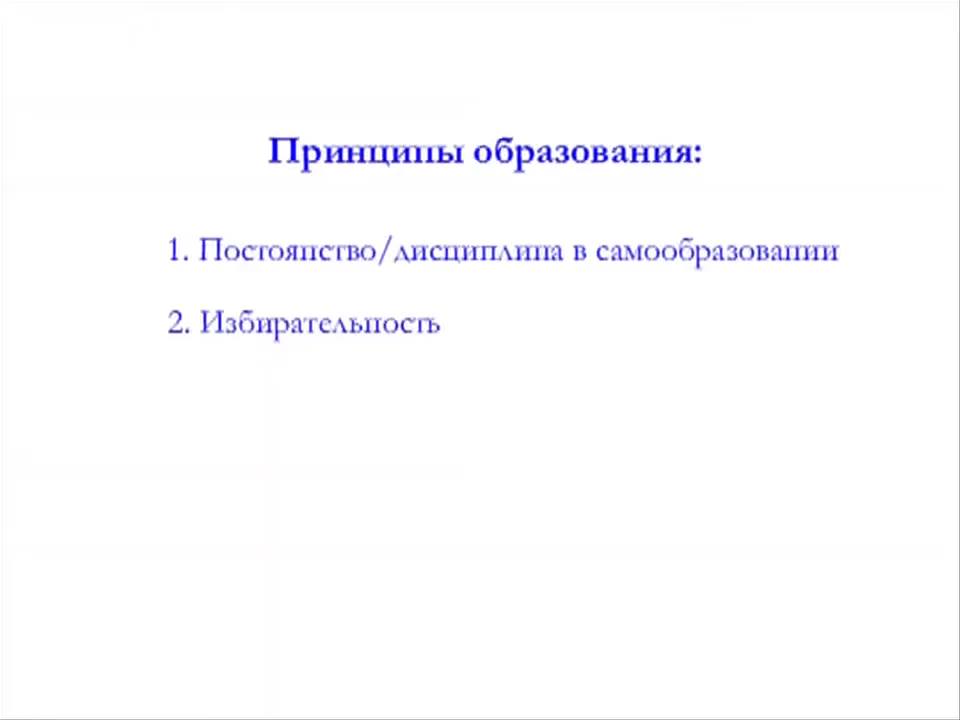 Принципы образования:
1. Постоянство/дисциплина в самообразовании
2. Избирательность